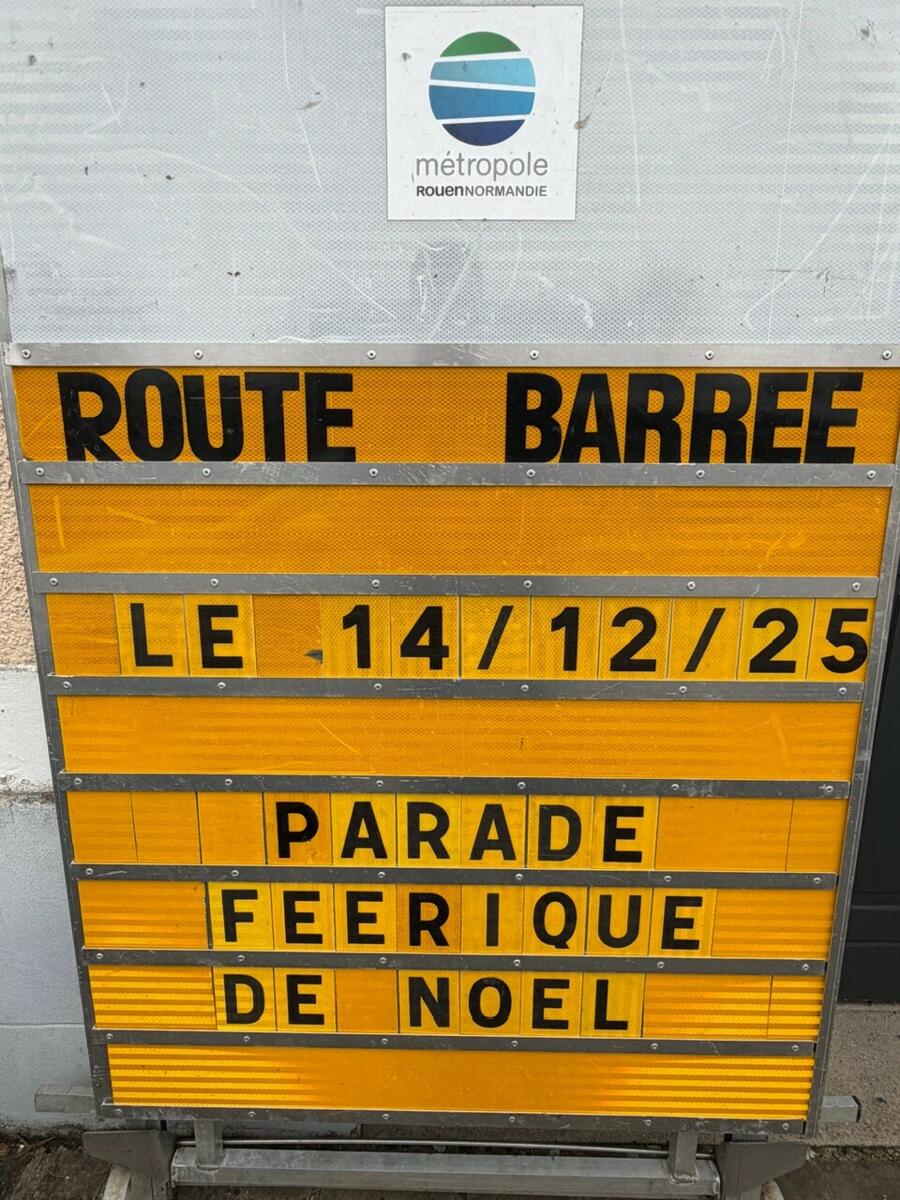 métropole
ROUENNORMANDIE
ROUTE BARREE
LE 14/12/25
PARADE
FEERIQUE
DE NOEL